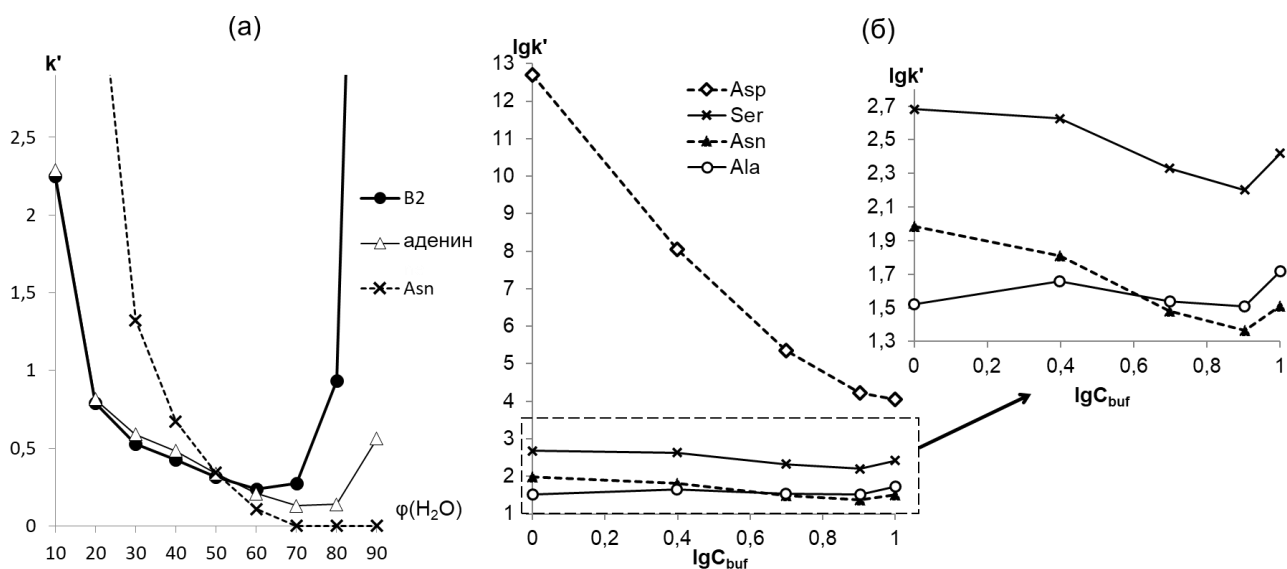 (а)
k'
2,5
2
1,5
1
0,5
0
10 20 30 40 50 60 70 80 90
φ(H₂O)
B2
аденин
Asn
(б)
lgk'
13
12
11
10
9
8
7
6
5
4
3
2
1
0 0,2 0,4 0,6 0,8 1
lgC_buf
Asp
Ser
Asn
Ala
lgk'
2,7
2,5
2,3
2,1
1,9
1,7
1,5
1,3
0 0,2 0,4 0,6 0,8 1
lgC_buf